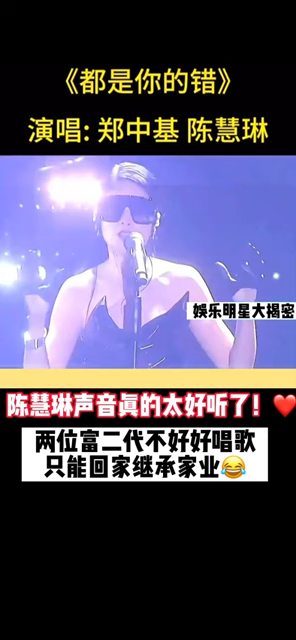 《都是你的错》
演唱: 郑中基 陈慧琳
娱乐明星大揭密
陈慧琳声音真的太好听了！❤️
两位富二代不好好唱歌
只能回家继承家业😂